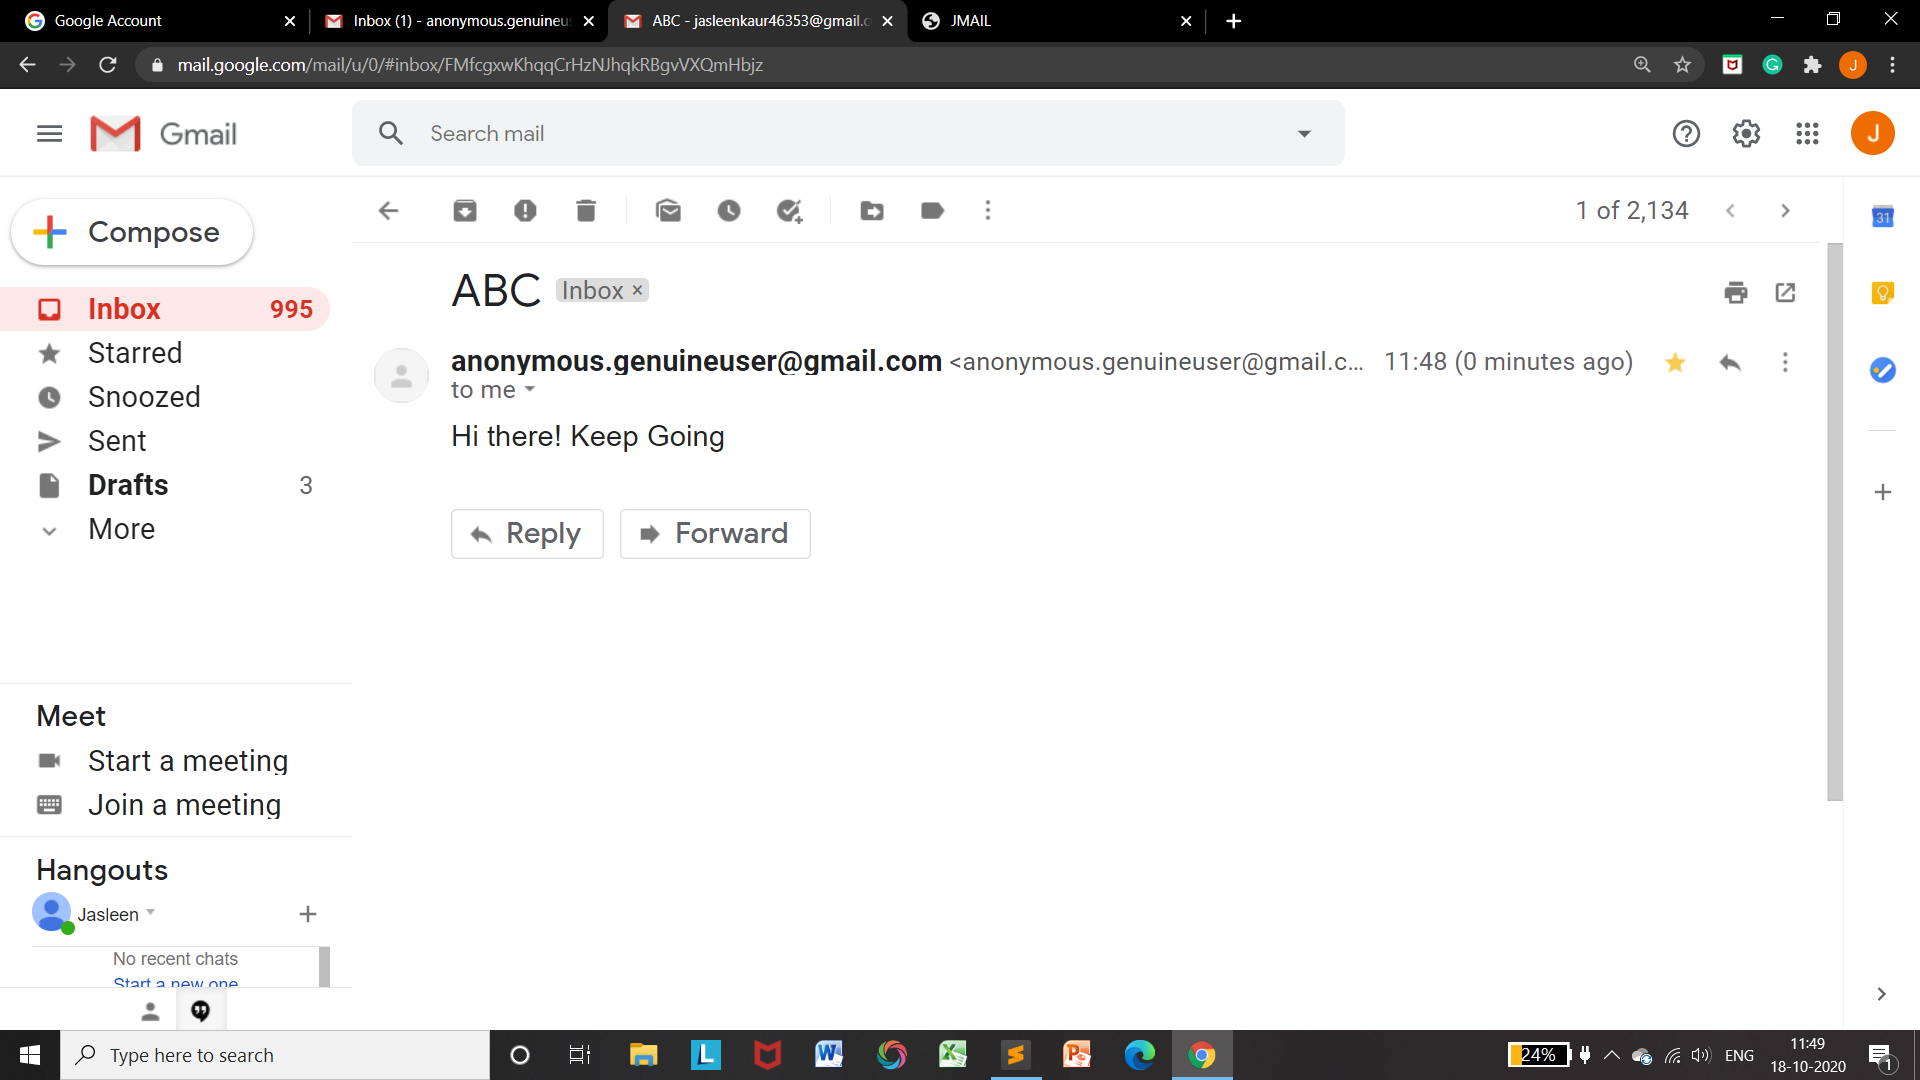 Google Account
Inbox (1) - anonymous.genuineus
ABC - jasleenkaur46353@gmail.c
JMAIL
mail.google.com/mail/u/0/#inbox/FMfcgxwKhqqCrHzNJhqkRBgvVXQmHbjz
J
Gmail
Search mail
J
Compose
1 of 2,134
31
ABC
Inbox ×
Inbox 995
Starred
Snoozed
Sent
Drafts 3
More
anonymous.genuineuser@gmail.com <anonymous.genuineuser@gmail.c... 11:48 (0 minutes ago)
to me
Hi there! Keep Going
Reply
Forward
Meet
Start a meeting
Join a meeting
Hangouts
Jasleen
No recent chats
Start a new one
Type here to search
24%
ENG
11:49
18-10-2020
1